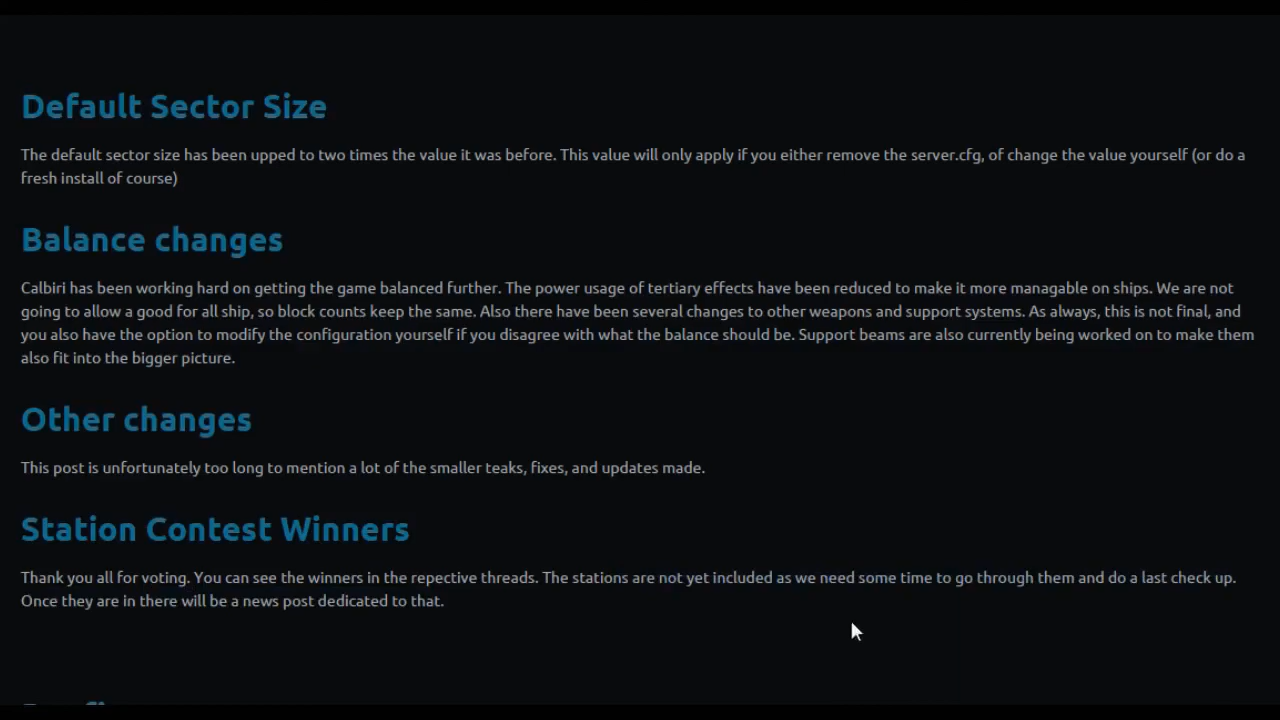 Default Sector Size
The default sector size has been upped to two times the value it was before. This value will only apply if you either remove the server.cfg, of change the value yourself (or do a
fresh install of course)
Balance changes
Calbiri has been working hard on getting the game balanced further. The power usage of tertiary effects have been reduced to make it more managable on ships. We are not
going to allow a good for all ship, so block counts keep the same. Also there have been several changes to other weapons and support systems. As always, this is not final, and
you also have the option to modify the configuration yourself if you disagree with what the balance should be. Support beams are also currently being worked on to make them
also fit into the bigger picture.
Other changes
This post is unfortunately too long to mention a lot of the smaller teaks, fixes, and updates made.
Station Contest Winners
Thank you all for voting. You can see the winners in the repective threads. The stations are not yet included as we need some time to go through them and do a last check up.
Once they are in there will be a news post dedicated to that.